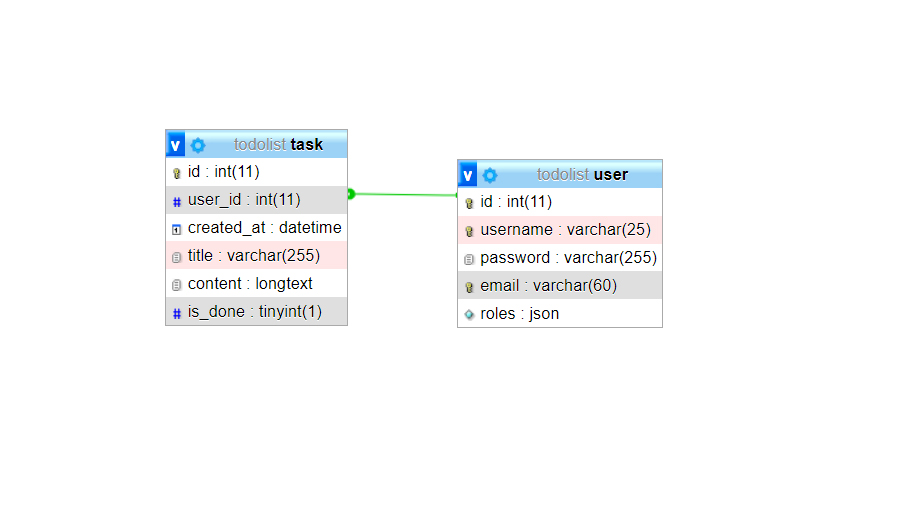 v todolist task
id : int(11)
# user_id : int(11)
created_at : datetime
title : varchar(255)
content : longtext
# is_done : tinyint(1)
v todolist user
id : int(11)
username : varchar(25)
password : varchar(255)
email : varchar(60)
roles : json